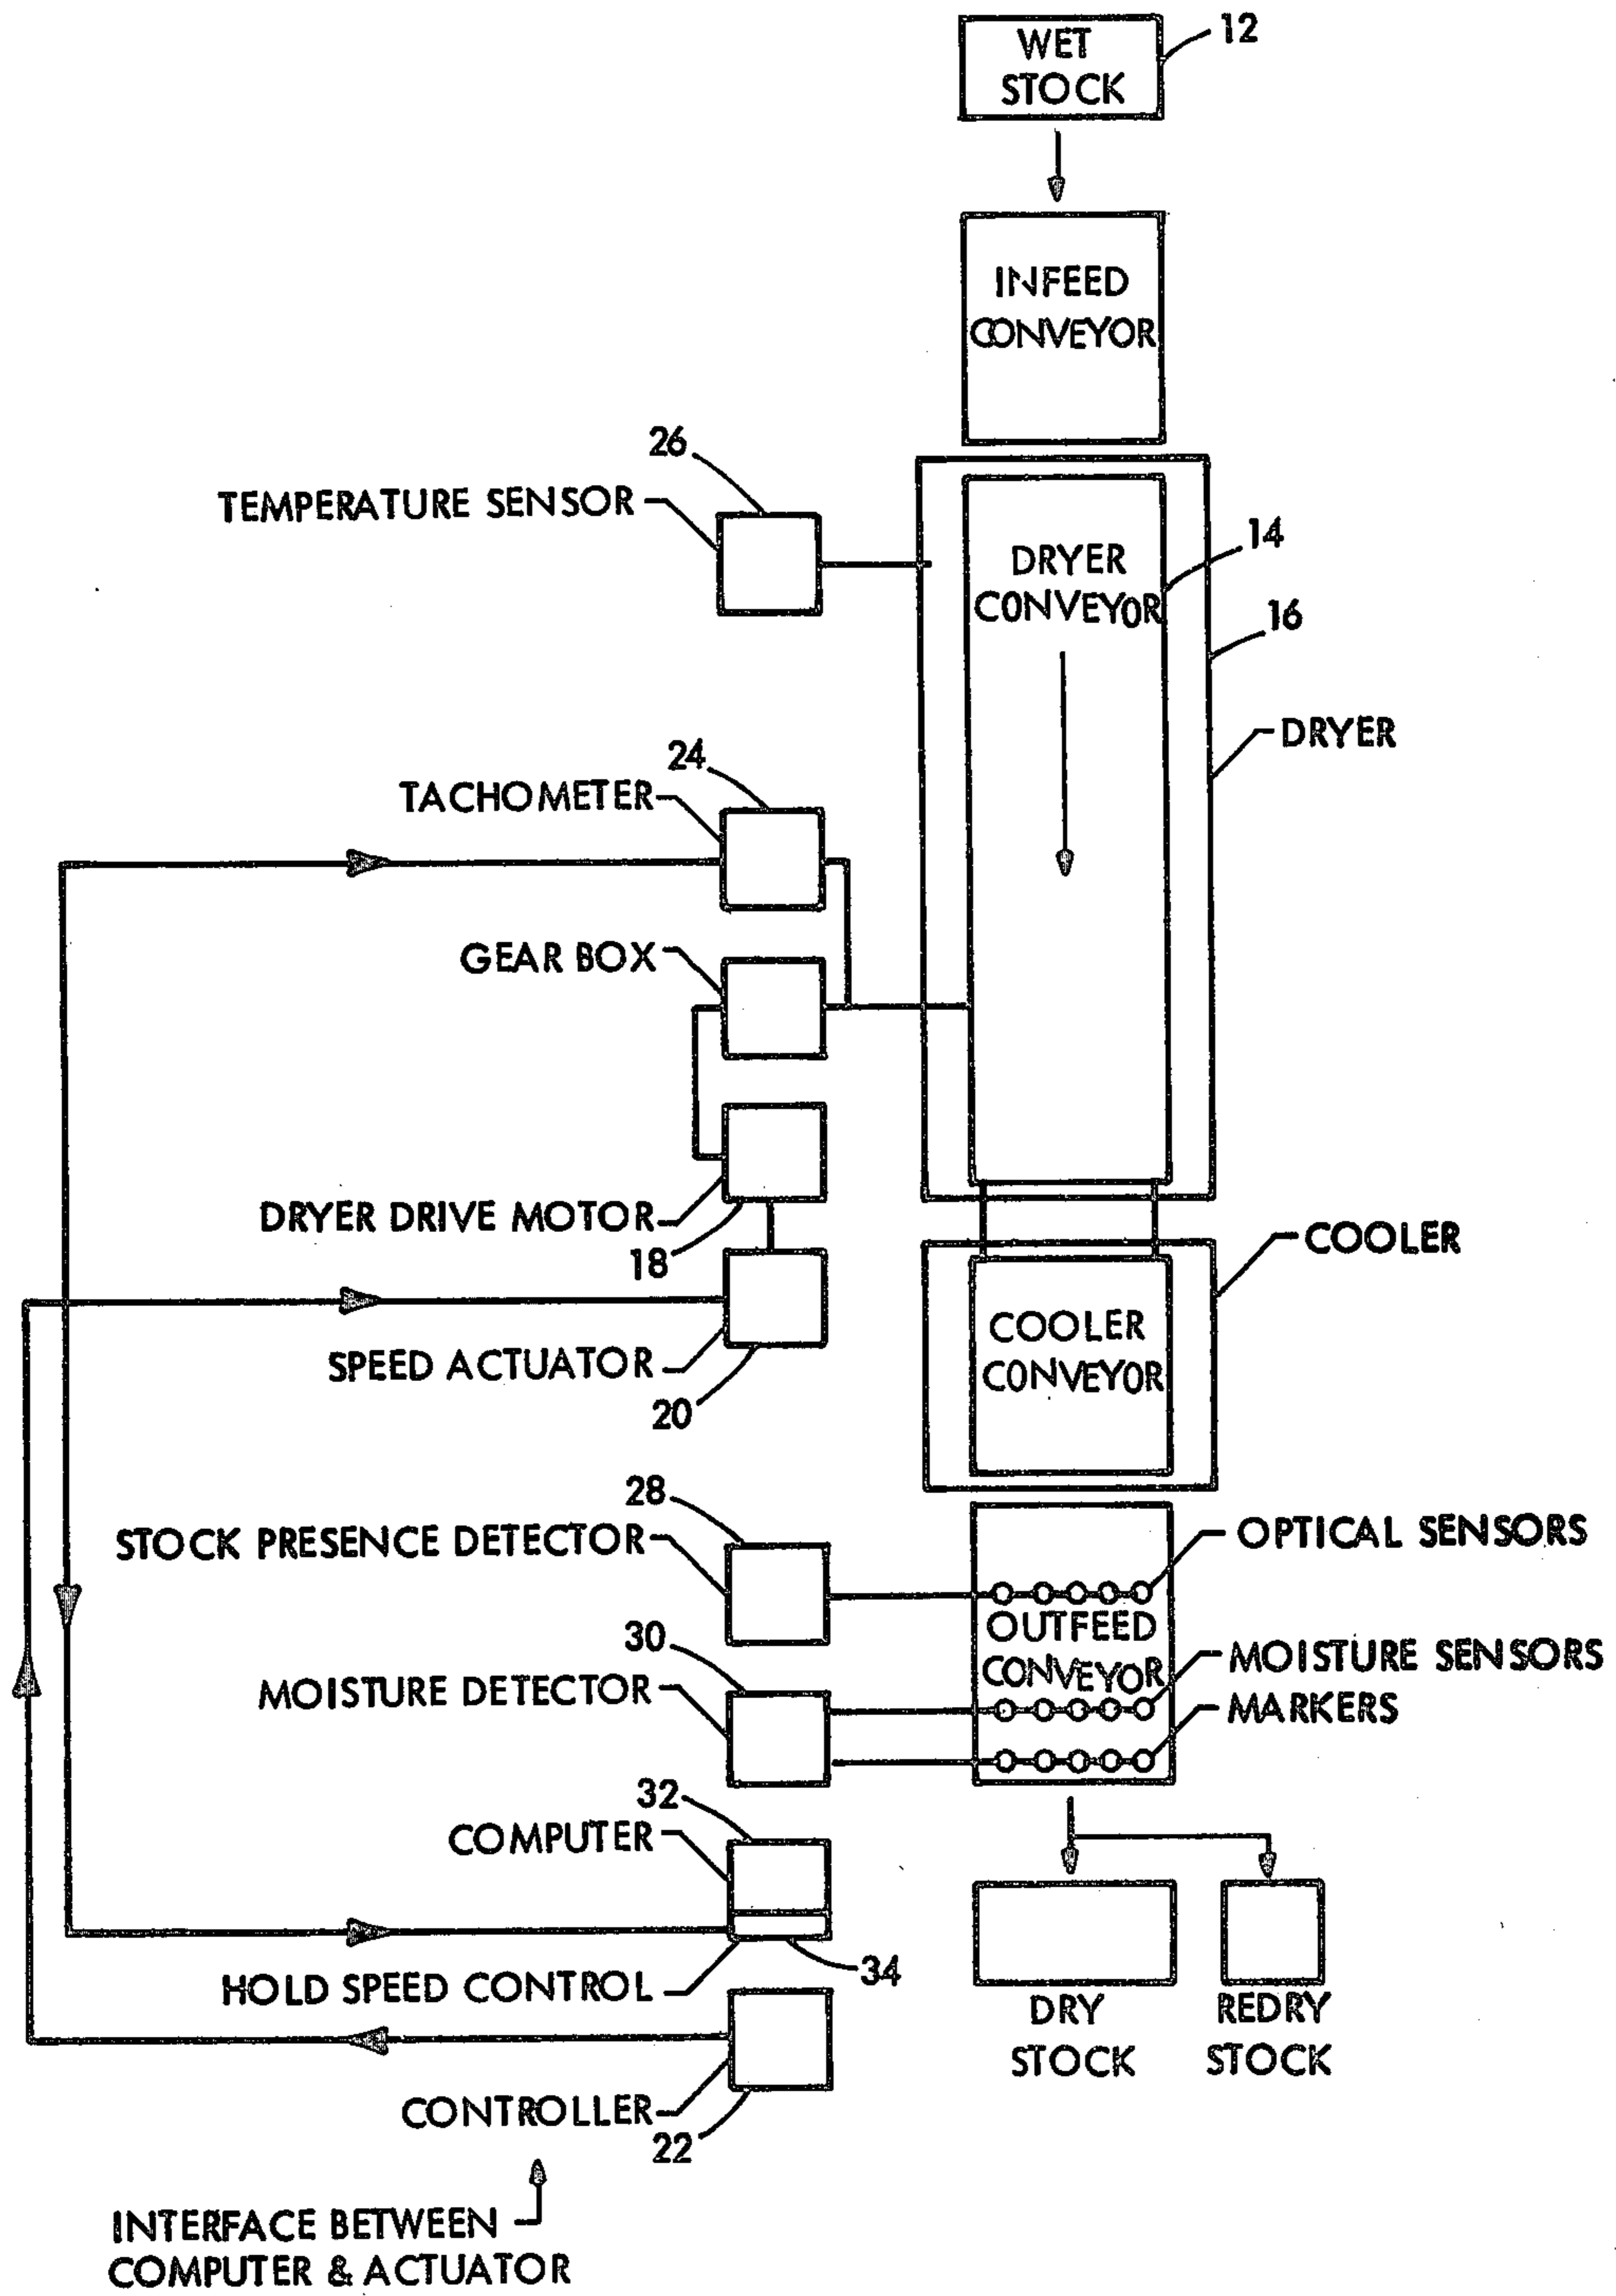 WET
STOCK
12
INFEED
CONVEYOR
26
TEMPERATURE SENSOR
DRYER
CONVEYOR
14
16
DRYER
24
TACHOMETER
GEAR BOX
DRYER DRIVE MOTOR
18
COOLER
SPEED ACTUATOR
20
COOLER
CONVEYOR
28
STOCK PRESENCE DETECTOR
OPTICAL SENSORS
OUTFEED
CONVEYOR
30
MOISTURE DETECTOR
MOISTURE SENSORS
MARKERS
32
COMPUTER
HOLD SPEED CONTROL
34
DRY
STOCK
REDRY
STOCK
CONTROLLER
22
INTERFACE BETWEEN
COMPUTER & ACTUATOR